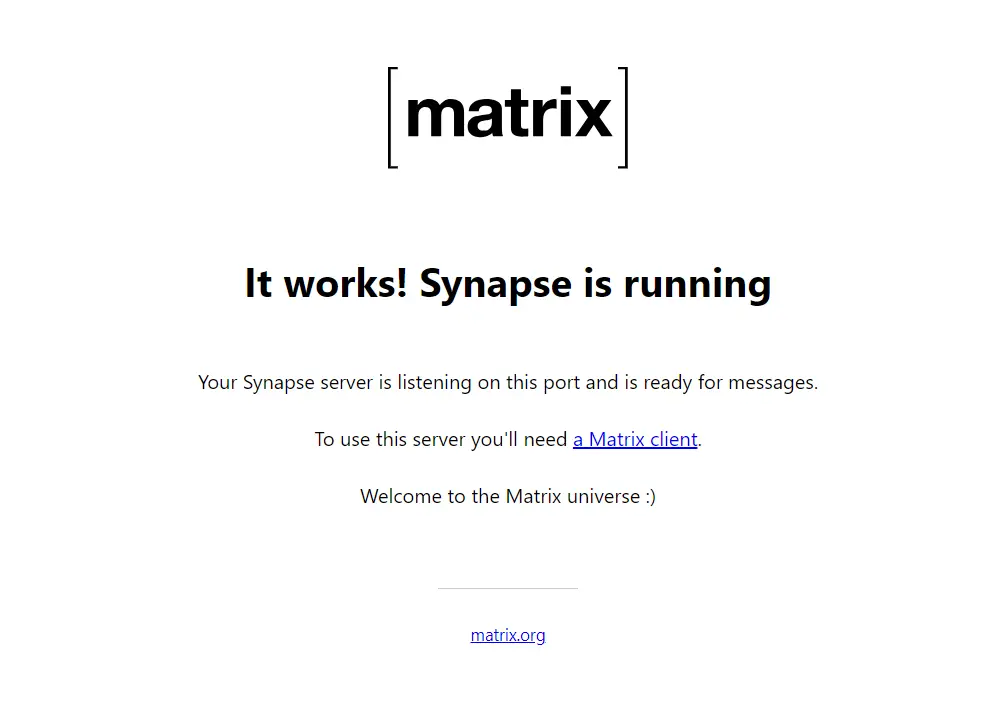 [matrix]
It works! Synapse is running
Your Synapse server is listening on this port and is ready for messages.
To use this server you'll need a Matrix client.
Welcome to the Matrix universe :)
matrix.org